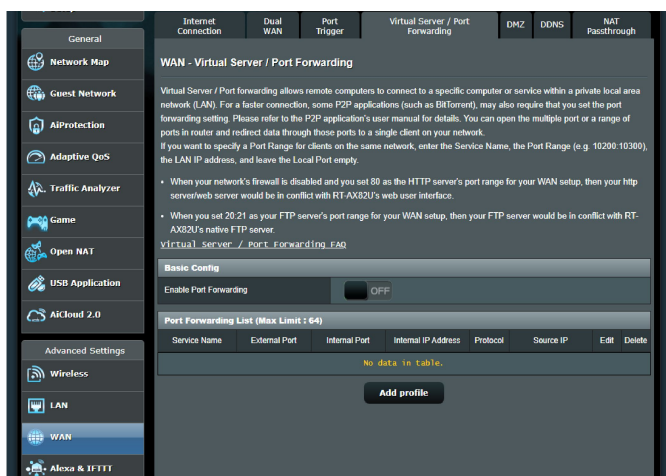 General
Network Map
Guest Network
AiProtection
Adaptive QoS
Traffic Analyzer
Game
Open NAT
USB Application
AiCloud 2.0
Advanced Settings
Wireless
LAN
WAN
Alexa & IFTTT
Internet Connection
Dual WAN
Port Trigger
Virtual Server / Port Forwarding
DMZ
DDNS
NAT Passthrough
WAN - Virtual Server / Port Forwarding
Virtual Server / Port forwarding allows remote computers to connect to a specific computer or service within a private local area
network (LAN). For a faster connection, some P2P applications (such as BitTorrent), may also require that you set the port
forwarding setting. Please refer to the P2P application's user manual for details. You can open the multiple port or a range of
ports in router and redirect data through those ports to a single client on your network.
If you want to specify a Port Range for clients on the same network, enter the Service Name, the Port Range (e.g. 10200:10300),
the LAN IP address, and leave the Local Port empty.
• When your network's firewall is disabled and you set 80 as the HTTP server's port range for your WAN setup, then your http
server/web server would be in conflict with RT-AX82U's web user interface.
• When you set 20:21 as your FTP server's port range for your WAN setup, then your FTP server would be in conflict with RT-
AX82U's native FTP server.
Virtual Server / Port Forwarding FAQ
Basic Config
Enable Port Forwarding OFF
Port Forwarding List (Max Limit : 64)
Service Name External Port Internal Port Internal IP Address Protocol Source IP Edit Delete
No data in table.
Add profile